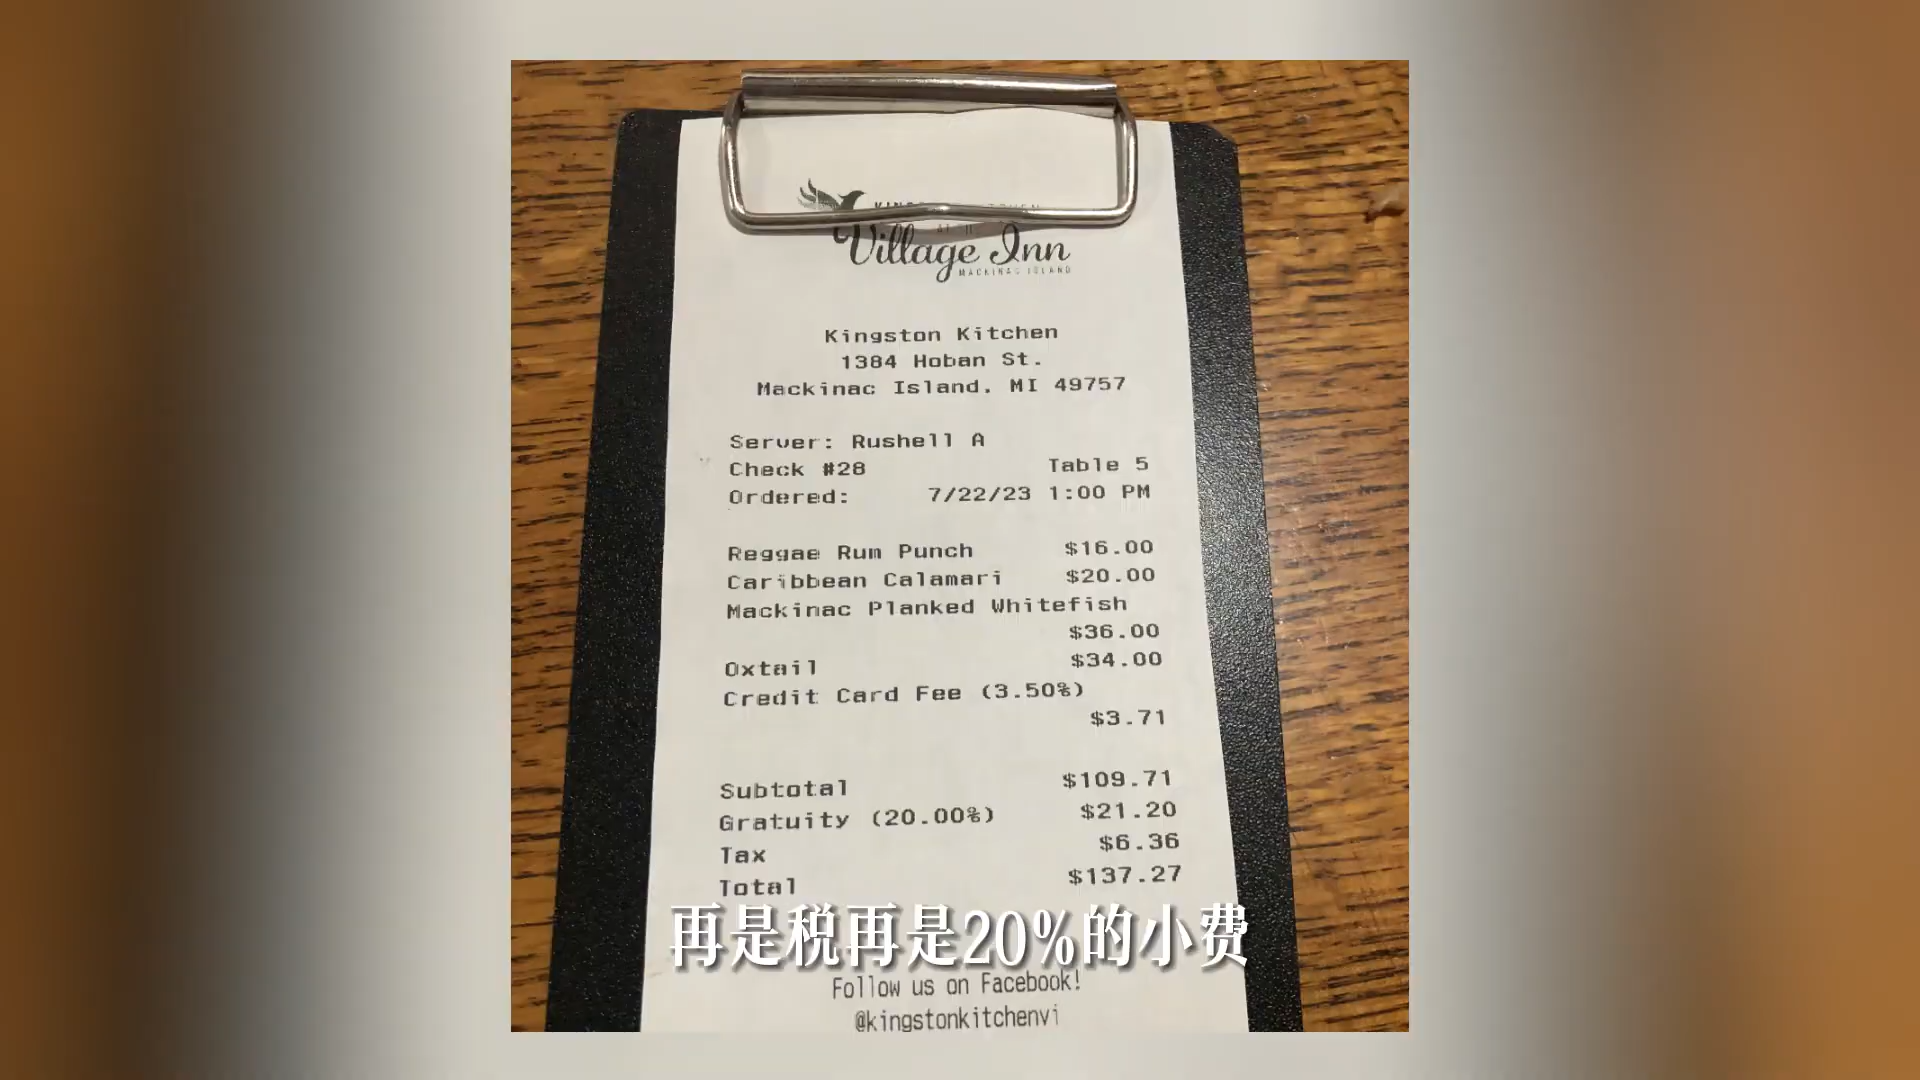 Village Inn
MACKINAC ISLAND
Kingston Kitchen
1384 Hoban St.
Mackinac Island, MI 49757
Server: Rushell A
Check #28 Table 5
Ordered: 7/22/23 1:00 PM
Reggae Rum Punch $16.00
Caribbean Calamari $20.00
Mackinac Planked Whitefish
$36.00
Oxtail $34.00
Credit Card Fee (3.50%)
$3.71
Subtotal $109.71
Gratuity (20.00%) $21.20
Tax $6.36
Total $137.27
再是税再是20%的小费
Follow us on Facebook!
@kingstonkitchenvi